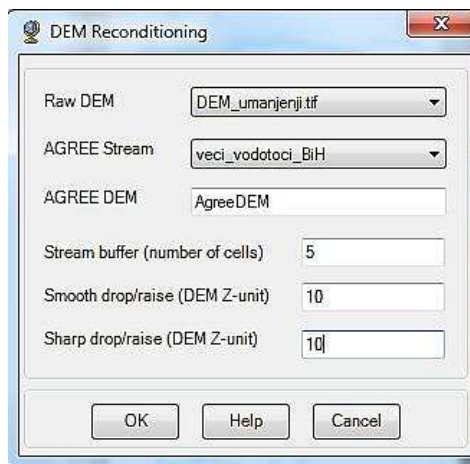 DEM Reconditioning
Raw DEM DEM_umanjenji.tif
AGREE Stream veci_vodotoci_BiH
AGREE DEM AgreeDEM
Stream buffer (number of cells) 5
Smooth drop/raise (DEM Z-unit) 10
Sharp drop/raise (DEM Z-unit) 10
OK Help Cancel